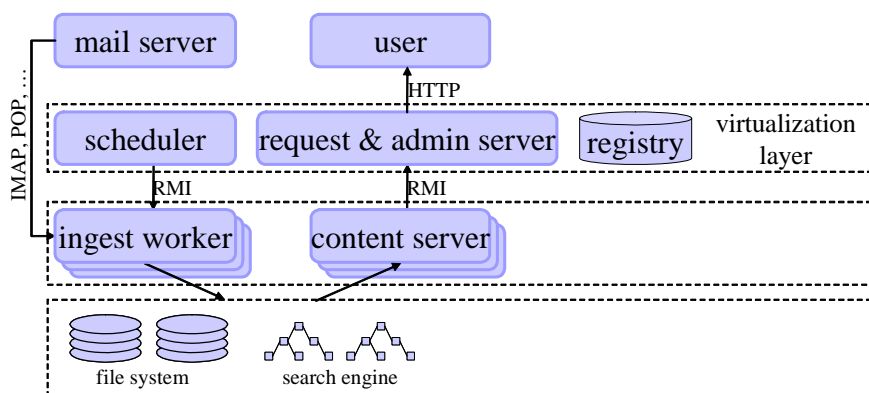 mail server
user
IMAP, POP, …
HTTP
scheduler
request & admin server
registry
virtualization
layer
RMI
RMI
ingest worker
content server
file system
search engine